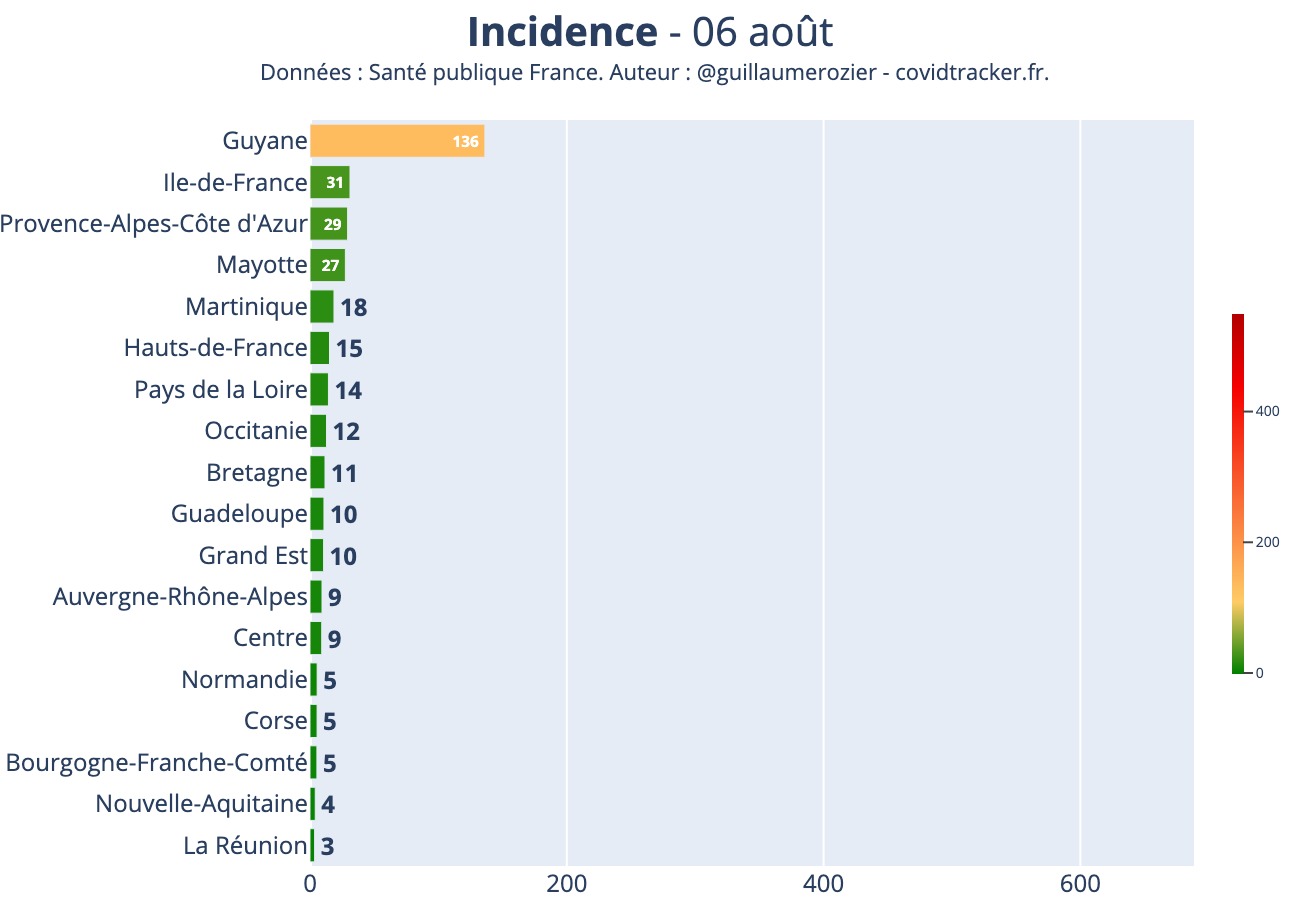 Incidence - 06 août
Données : Santé publique France. Auteur : @guillaumerozier - covidtracker.fr.
Guyane 136
Ile-de-France 31
Provence-Alpes-Côte d'Azur 29
Mayotte 27
Martinique 18
Hauts-de-France 15
Pays de la Loire 14
Occitanie 12
Bretagne 11
Guadeloupe 10
Grand Est 10
Auvergne-Rhône-Alpes 9
Centre 9
Normandie 5
Corse 5
Bourgogne-Franche-Comté 5
Nouvelle-Aquitaine 4
La Réunion 3
0 200 400 600
400
200
0